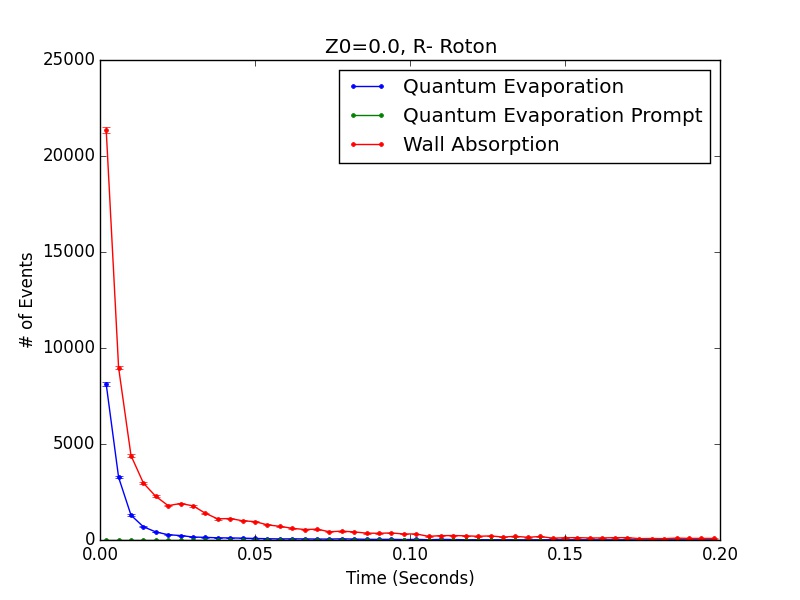 Z0=0.0, R- Roton
25000
20000
15000
10000
5000
0
# of Events
Quantum Evaporation
Quantum Evaporation Prompt
Wall Absorption
0.00 0.05 0.10 0.15 0.20
Time (Seconds)